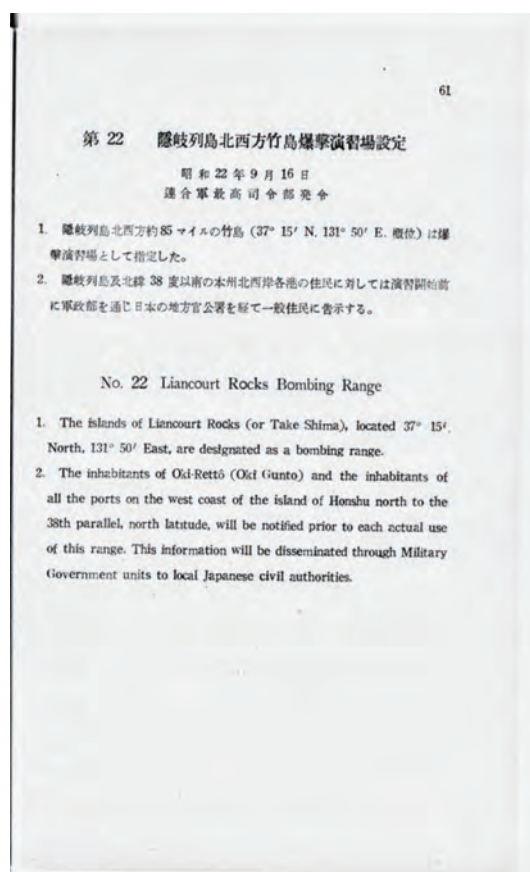 61
第 22 隠岐列島北西方竹島爆撃演習場設定
昭和 22 年 9 月 16 日
連合軍最高司令部発令
1. 隠岐列島北西方約 85 マイルの竹島 (37° 15′ N. 131° 50′ E. 概位) は爆
撃演習場として指定した。
2. 隠岐列島及北緯 38 度以南の本州北西岸各港の住民に対しては演習開始前
に軍政部を通じ日本の地方官公署を経て一般住民に告示する。
No. 22 Liancourt Rocks Bombing Range
1. The islands of Liancourt Rocks (or Take Shima), located 37° 15′.
North, 131° 50′ East, are designated as a bombing range.
2. The inhabitants of Oki-Rettô (Oki Gunto) and the inhabitants of
all the ports on the west coast of the island of Honshu north to the
38th parallel, north latitude, will be notified prior to each actual use
of this range. This information will be disseminated through Military
Government units to local Japanese civil authorities.